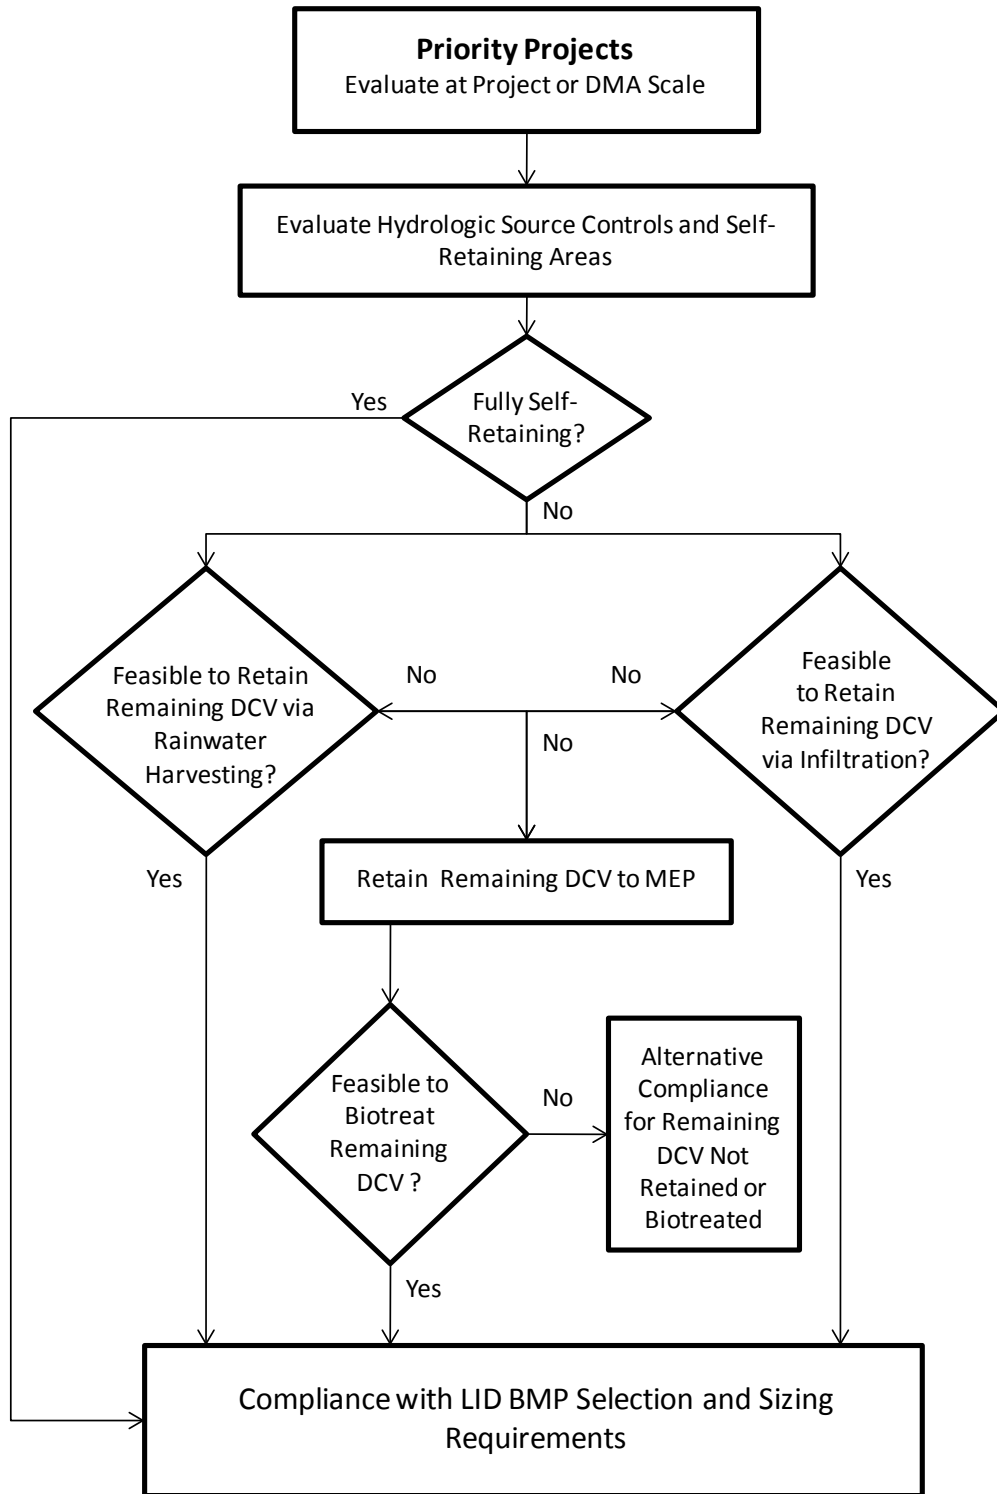 Priority Projects
Evaluate at Project or DMA Scale
Evaluate Hydrologic Source Controls and Self-
Retaining Areas
Yes
Fully Self-
Retaining?
No
Feasible to Retain
Remaining DCV via
Rainwater
Harvesting?
No
No
No
Feasible
to Retain
Remaining DCV
via Infiltration?
Yes
Retain Remaining DCV to MEP
Yes
Feasible to
Biotreat
Remaining
DCV ?
No
Alternative
Compliance
for Remaining
DCV Not
Retained or
Biotreated
Yes
Compliance with LID BMP Selection and Sizing
Requirements